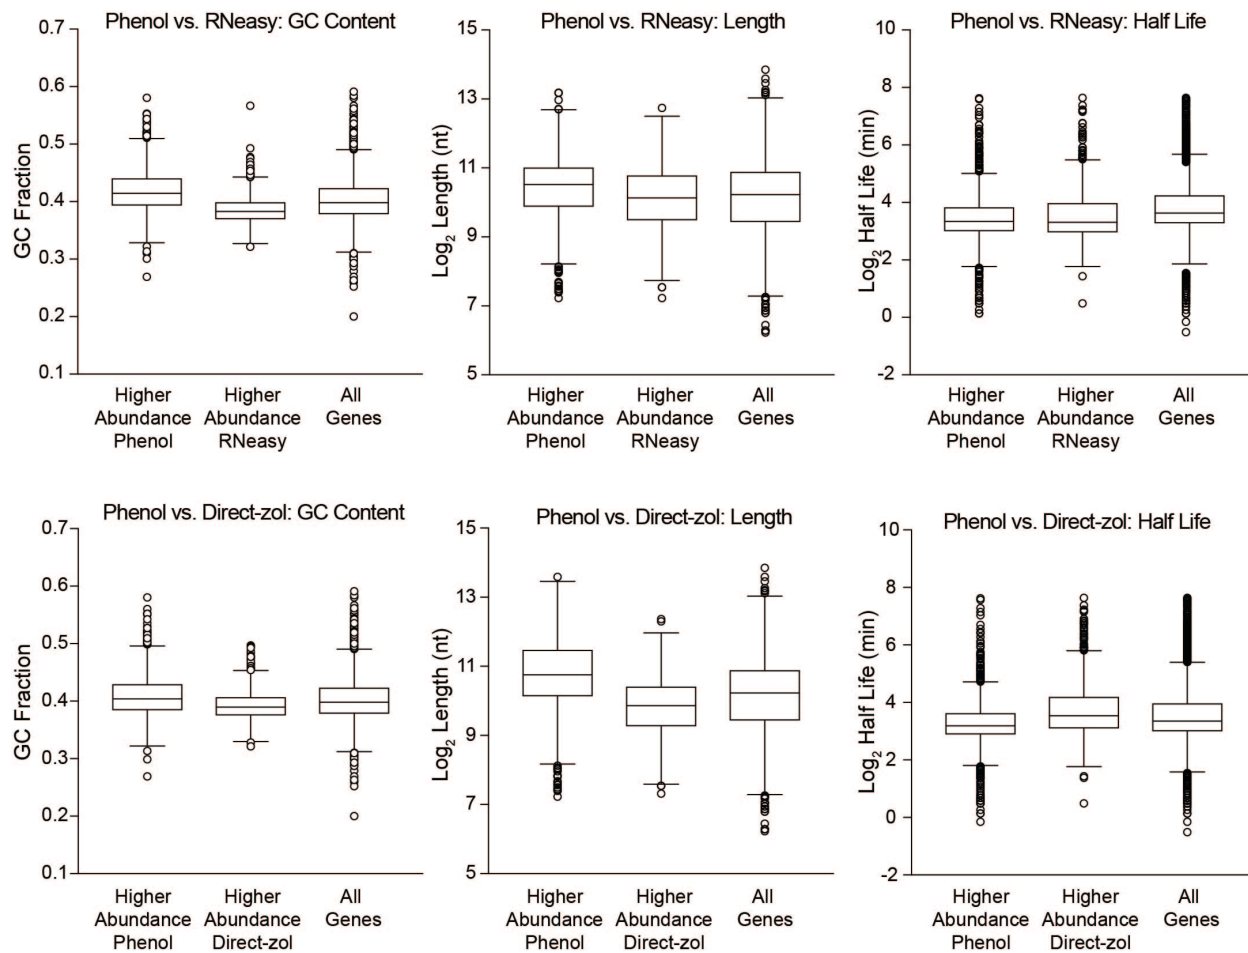 Phenol vs. RNeasy: GC Content
0.7
0.6
0.5
0.4
0.3
0.2
0.1
GC Fraction
Higher
Abundance
Phenol
Higher
Abundance
RNeasy
All
Genes
Phenol vs. RNeasy: Length
15
13
11
9
7
5
Log2 Length (nt)
Higher
Abundance
Phenol
Higher
Abundance
RNeasy
All
Genes
Phenol vs. RNeasy: Half Life
10
8
6
4
2
0
-2
Log2 Half Life (min)
Higher
Abundance
Phenol
Higher
Abundance
RNeasy
All
Genes
Phenol vs. Direct-zol: GC Content
0.7
0.6
0.5
0.4
0.3
0.2
0.1
GC Fraction
Higher
Abundance
Phenol
Higher
Abundance
Direct-zol
All
Genes
Phenol vs. Direct-zol: Length
15
13
11
9
7
5
Log2 Length (nt)
Higher
Abundance
Phenol
Higher
Abundance
Direct-zol
All
Genes
Phenol vs. Direct-zol: Half Life
10
8
6
4
2
0
-2
Log2 Half Life (min)
Higher
Abundance
Phenol
Higher
Abundance
Direct-zol
All
Genes